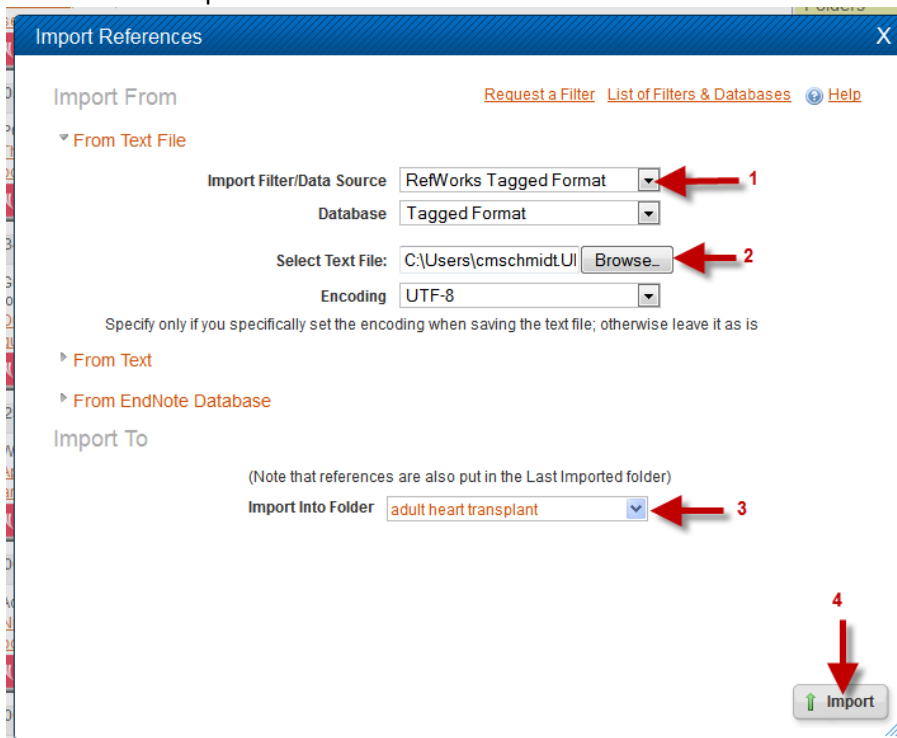 Import References X
Import From Request a Filter List of Filters & Databases Help
From Text File
Import Filter/Data Source RefWorks Tagged Format 1
Database Tagged Format
Select Text File: C:\Users\cmschmidt.UI Browse... 2
Encoding UTF-8
Specify only if you specifically set the encoding when saving the text file; otherwise leave it as is
From Text
From EndNote Database
Import To
(Note that references are also put in the Last Imported folder)
Import Into Folder adult heart transplant 3
4
Import